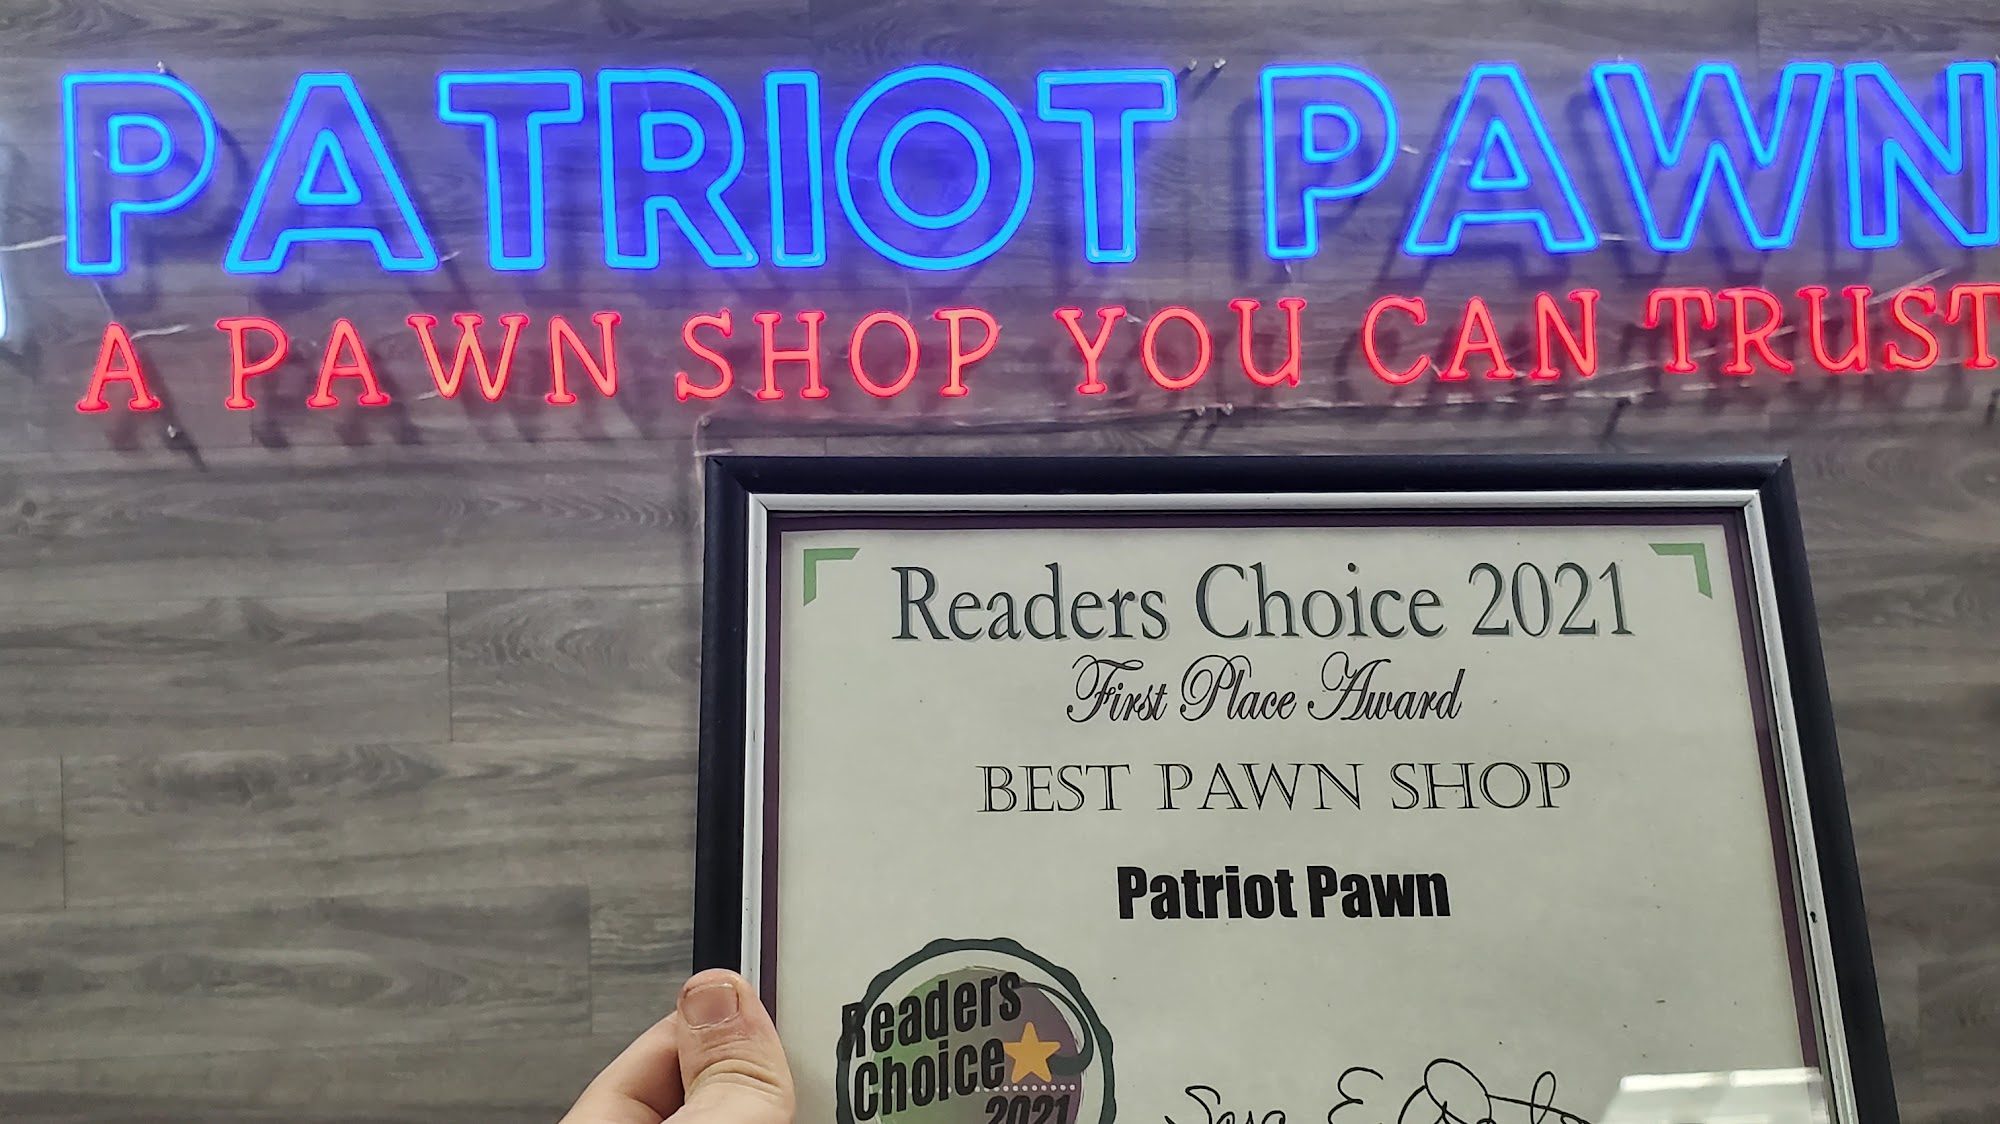 PATRIOT PAWN
A PAWN SHOP YOU CAN TRUST
Readers Choice 2021
First Place Award
BEST PAWN SHOP
Patriot Pawn
Readers
Choice
2021